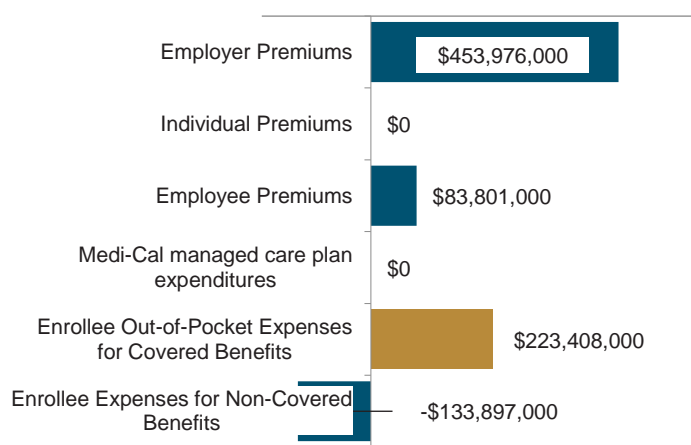 Employer Premiums
$453,976,000
Individual Premiums
$0
Employee Premiums
$83,801,000
Medi-Cal managed care plan
expenditures
$0
Enrollee Out-of-Pocket Expenses
for Covered Benefits
$223,408,000
Enrollee Expenses for Non-Covered
Benefits
-$133,897,000